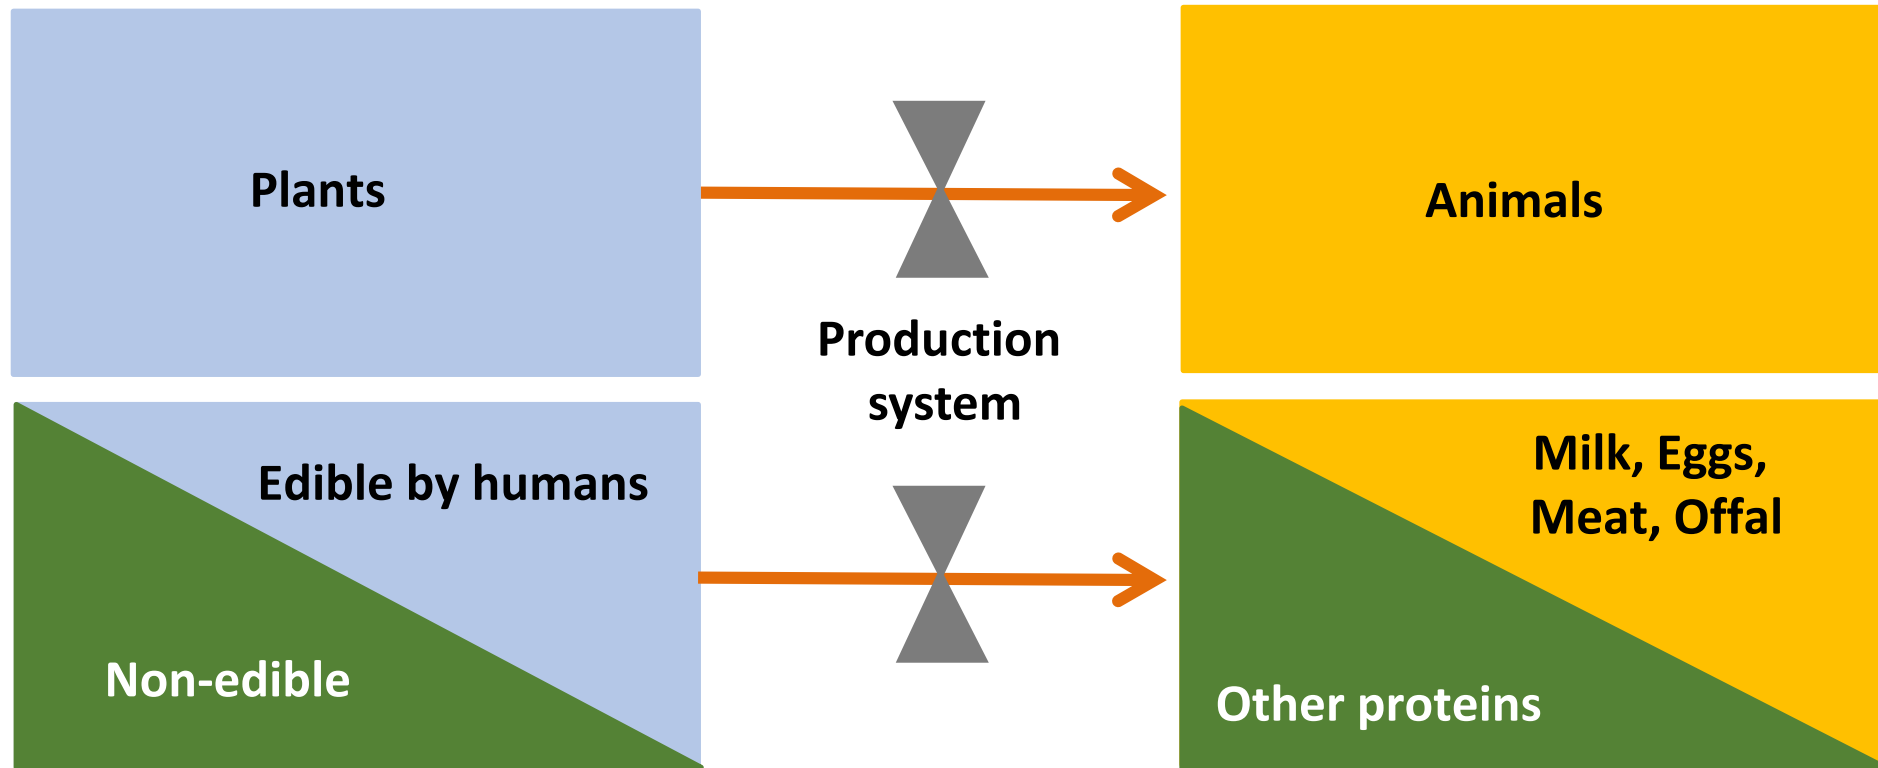 Plants
Animals
Production
system
Edible by humans
Non-edible
Milk, Eggs,
Meat, Offal
Other proteins